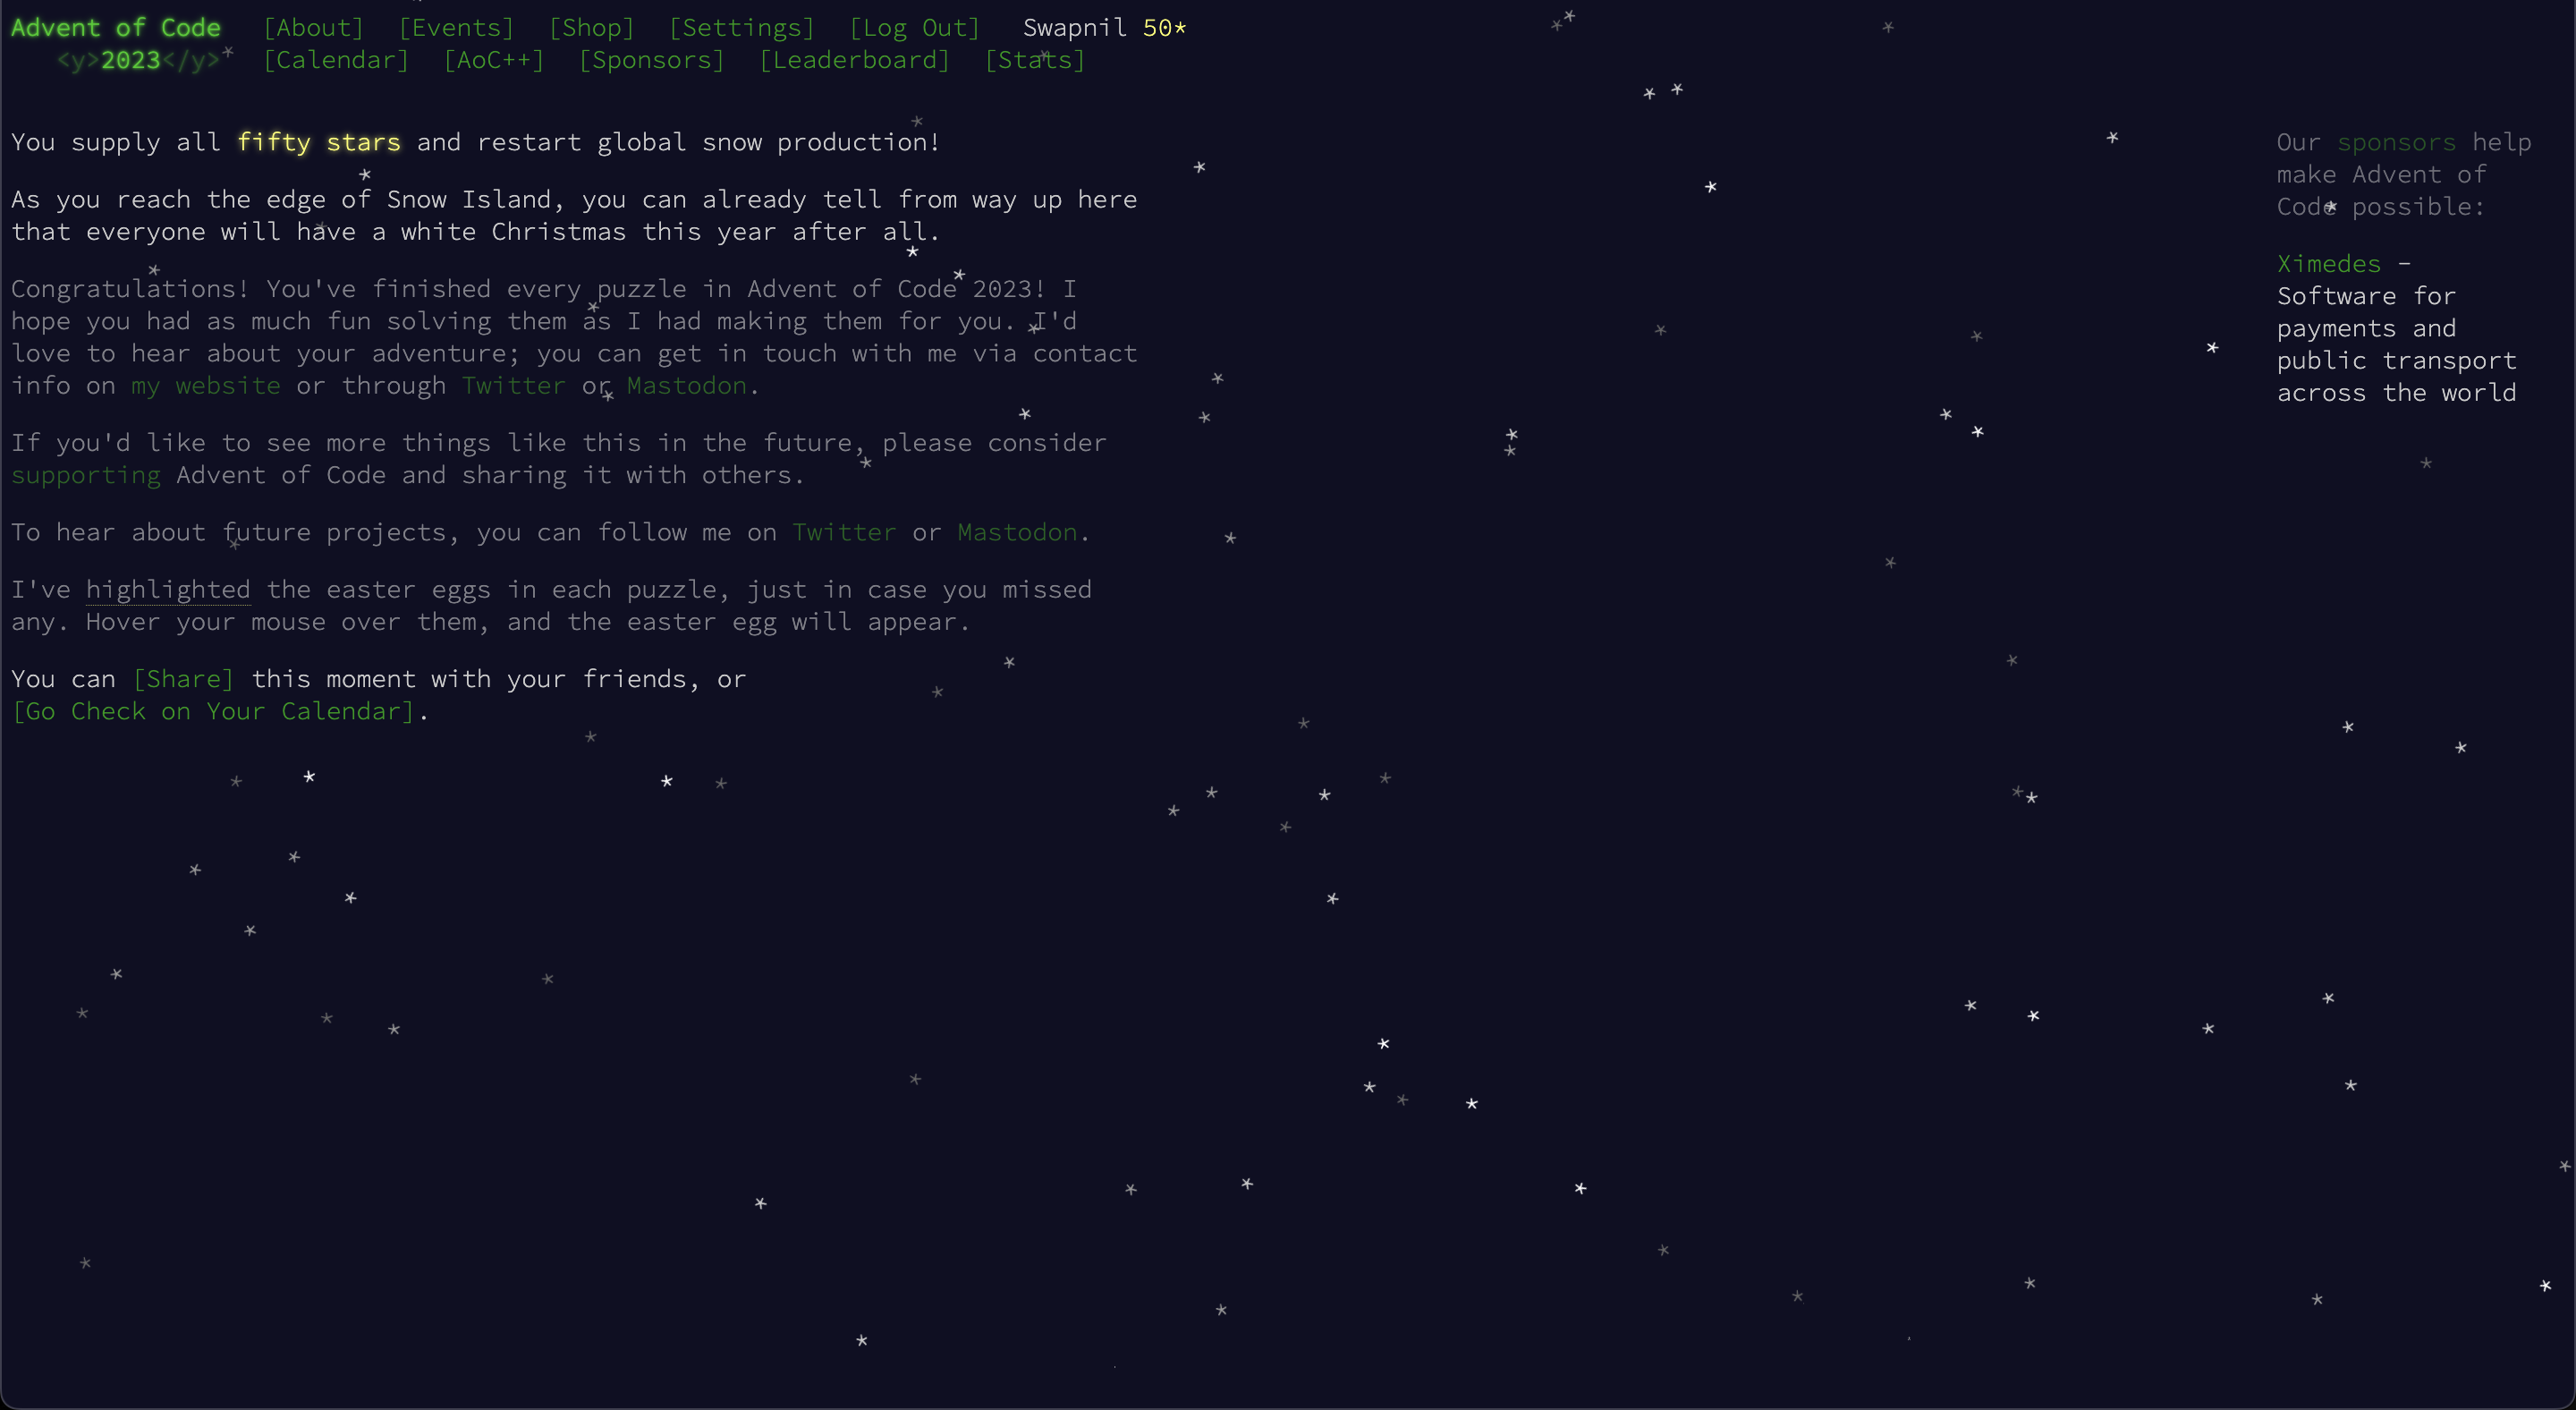 Advent of Code [About] [Events] [Shop] [Settings] [Log Out] Swapnil 50*
<y>2023</y> [Calendar] [AoC++] [Sponsors] [Leaderboard] [Stats]
You supply all fifty stars and restart global snow production!
As you reach the edge of Snow Island, you can already tell from way up here
that everyone will have a white Christmas this year after all.
Congratulations! You've finished every puzzle in Advent of Code 2023! I
hope you had as much fun solving them as I had making them for you. I'd
love to hear about your adventure; you can get in touch with me via contact
info on my website or through Twitter or Mastodon.
If you'd like to see more things like this in the future, please consider
supporting Advent of Code and sharing it with others.
To hear about future projects, you can follow me on Twitter or Mastodon.
I've highlighted the easter eggs in each puzzle, just in case you missed
any. Hover your mouse over them, and the easter egg will appear.
You can [Share] this moment with your friends, or
[Go Check on Your Calendar].
Our sponsors help
make Advent of
Code possible:
Ximedes -
Software for
payments and
public transport
across the world